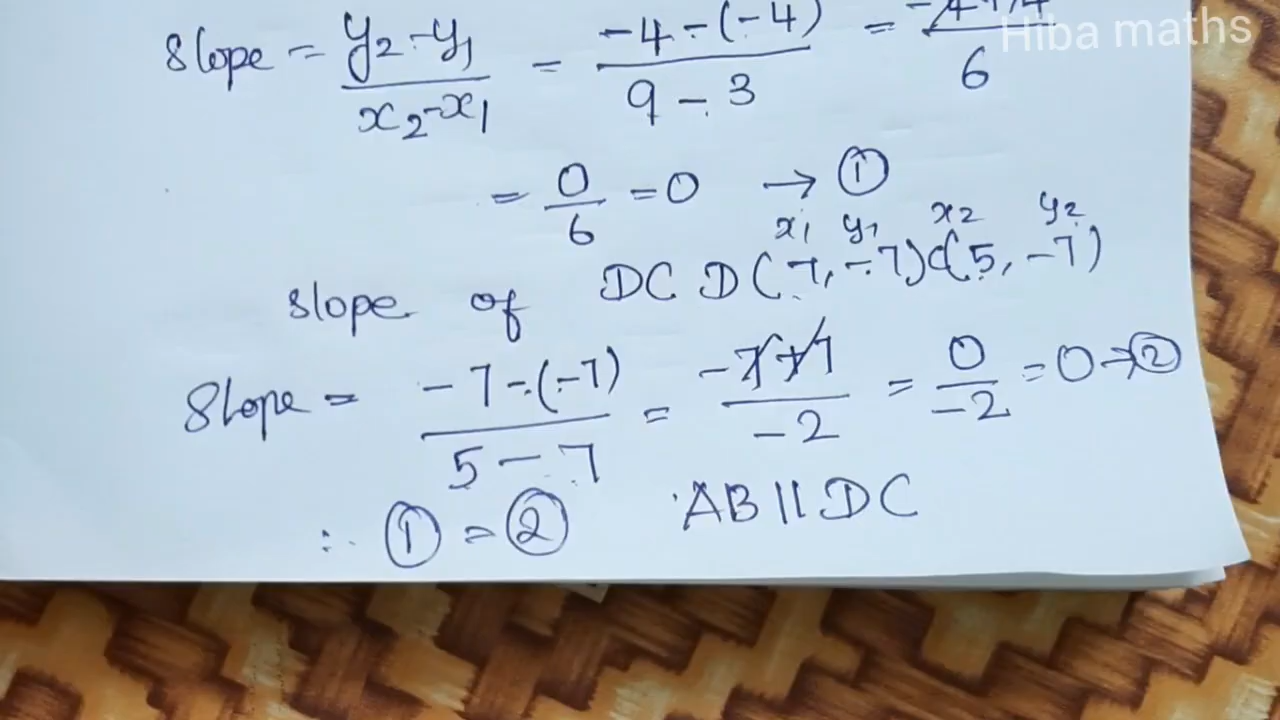 Hiba maths
Slope = y₂-y₁/x₂-x₁ = -4-(-4)/9-3 = -4+4/6
= 0/6 = 0 → ①
x₁ y₁ x₂ y₂
Slope of DC D(7,-7) C(5,-7)
Slope = -7-(-7)/5-7 = -7+7/-2 = 0/-2 = 0 → ②
∴ ① = ② AB || DC